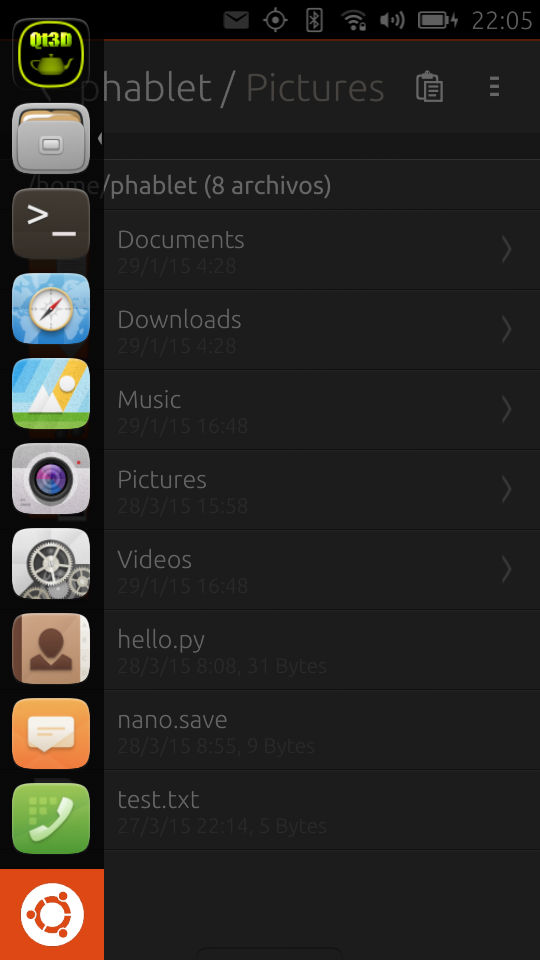 22:05
Qt3D
phablet / Pictures
/home/phablet (8 archivos)
>_
Documents
29/1/15 4:28
Downloads
29/1/15 4:28
Music
29/1/15 16:48
Pictures
28/3/15 15:58
Videos
29/1/15 16:48
hello.py
28/3/15 8:08, 31 Bytes
nano.save
28/3/15 8:55, 9 Bytes
test.txt
27/3/15 22:14, 5 Bytes